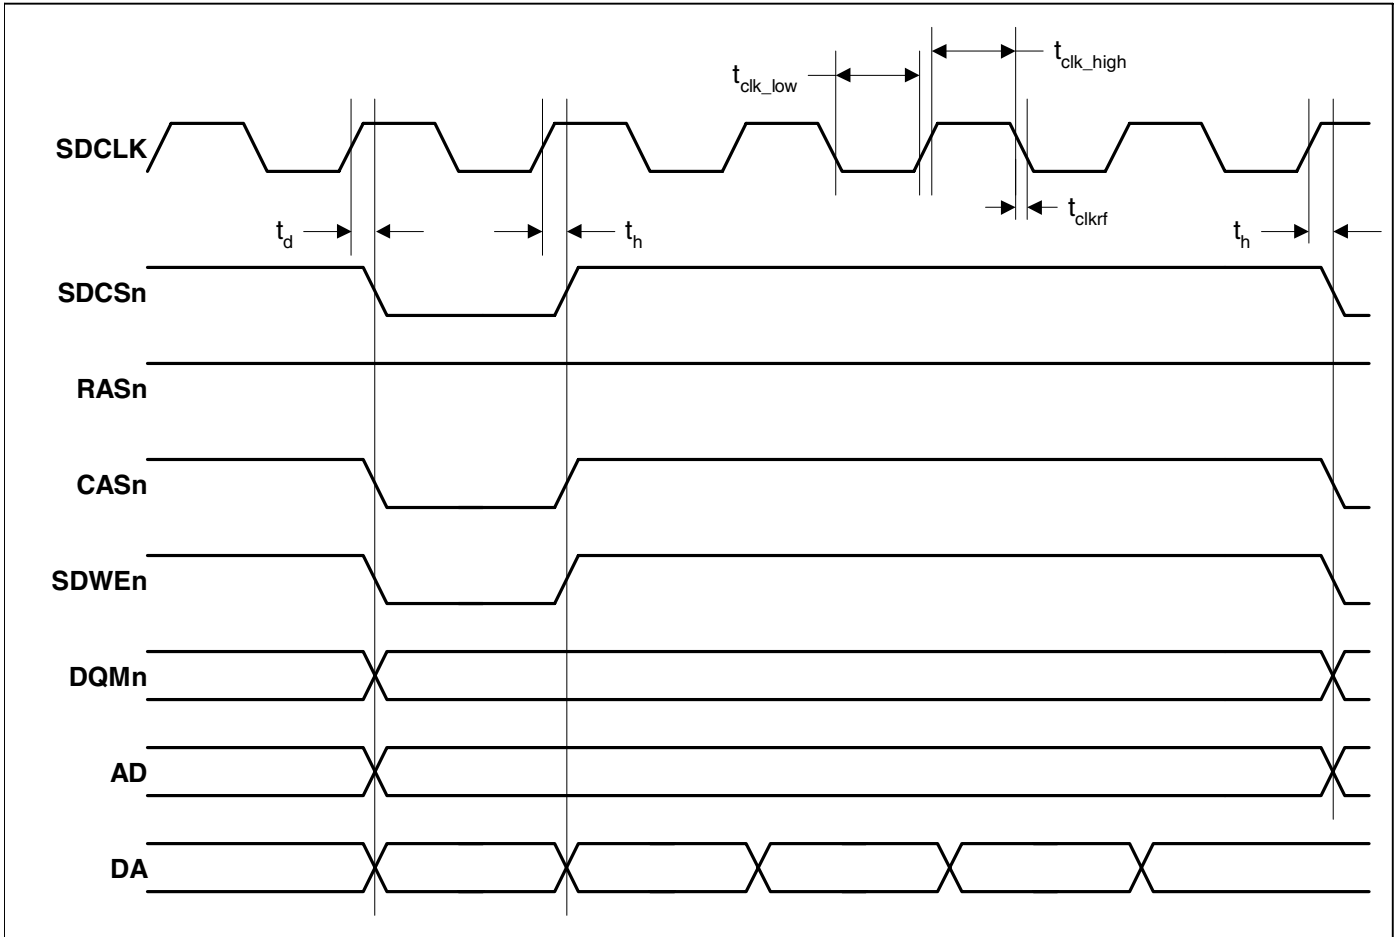 t_clk_high
t_clk_low
SDCLK
t_clkrf
t_d
t_h
t_h
SDCSn
RASn
CASn
SDWEn
DQMn
AD
DA